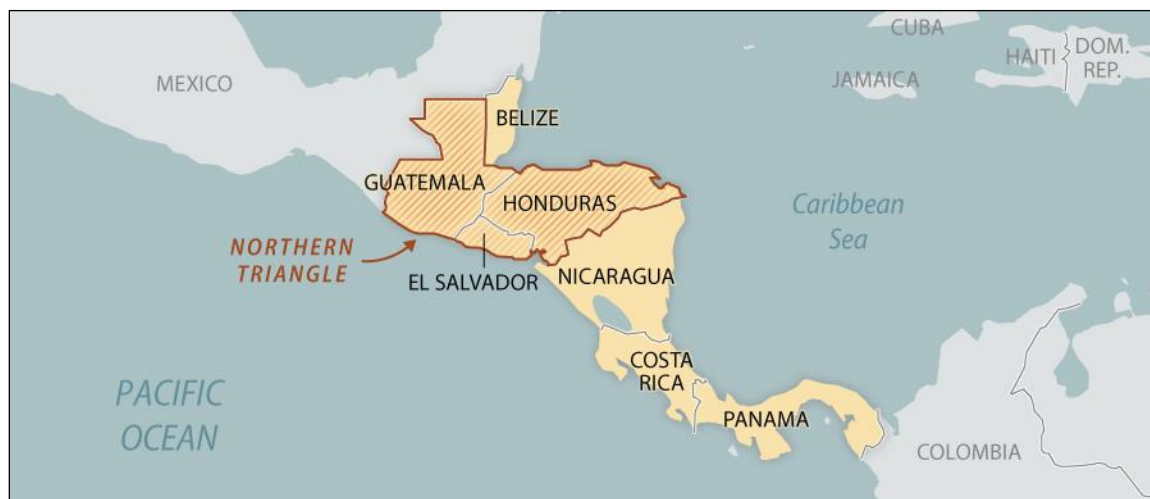 CUBA
HAITI
DOM.
REP.
MEXICO
JAMAICA
BELIZE
GUATEMALA
HONDURAS
Caribbean
Sea
NORTHERN
TRIANGLE
EL SALVADOR
NICARAGUA
COSTA
RICA
PACIFIC
OCEAN
PANAMA
COLOMBIA